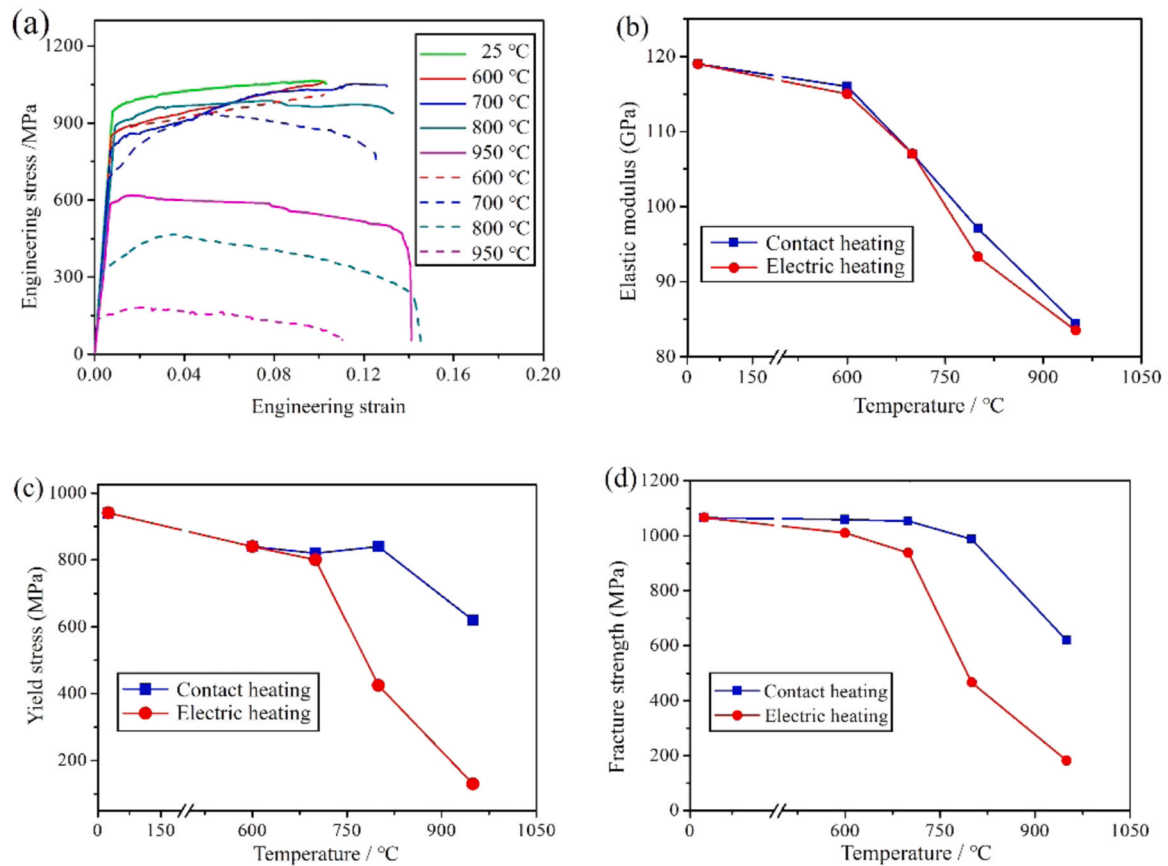 (a)
1200
900
600
300
0
0.00 0.04 0.08 0.12 0.16 0.20
Engineering stress /MPa
Engineering strain
25 °C
600 °C
700 °C
800 °C
950 °C
600 °C
700 °C
800 °C
950 °C
(b)
120
110
100
90
80
0 150 600 750 900 1050
Elastic modulus (GPa)
Temperature / °C
Contact heating
Electric heating
(c)
1000
800
600
400
200
0 150 600 750 900 1050
Yield stress (MPa)
Temperature / °C
Contact heating
Electric heating
(d)
1200
1000
800
600
400
200
0
0 150 600 750 900 1050
Fracture strength (MPa)
Temperature / °C
Contact heating
Electric heating